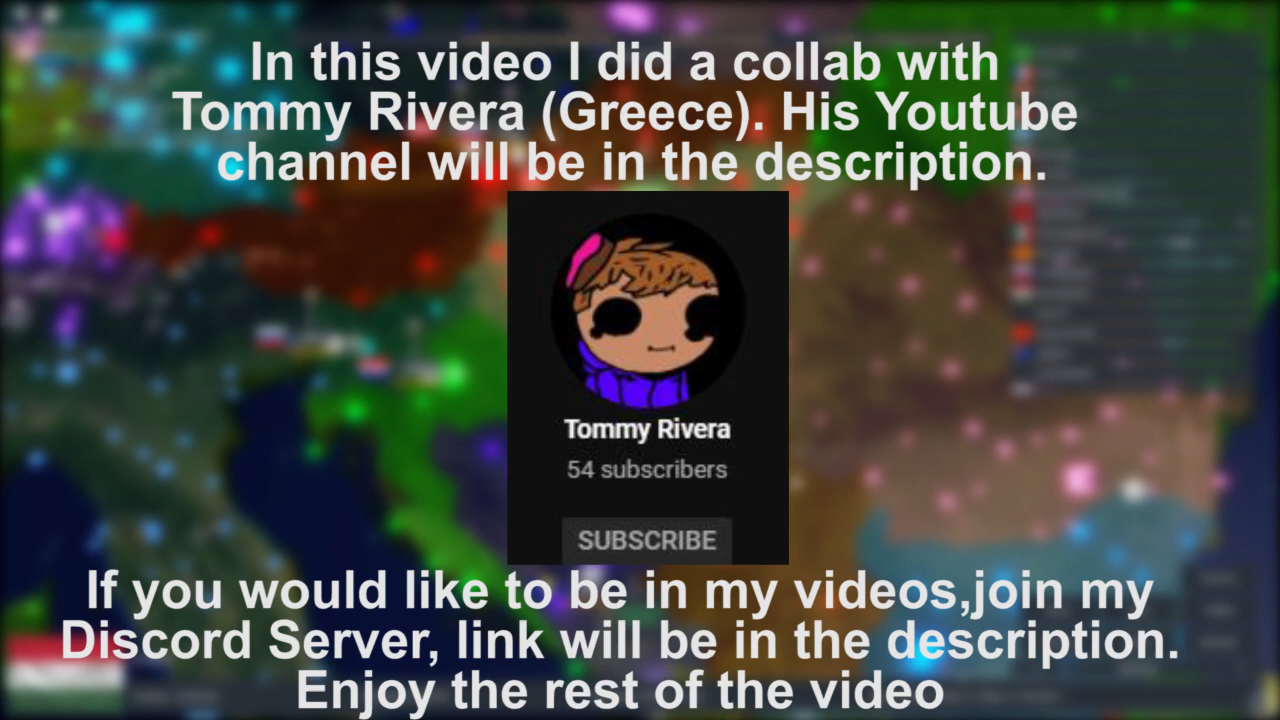 In this video I did a collab with
Tommy Rivera (Greece). His Youtube
channel will be in the description.
Tommy Rivera
54 subscribers
SUBSCRIBE
If you would like to be in my videos,join my
Discord Server, link will be in the description.
Enjoy the rest of the video